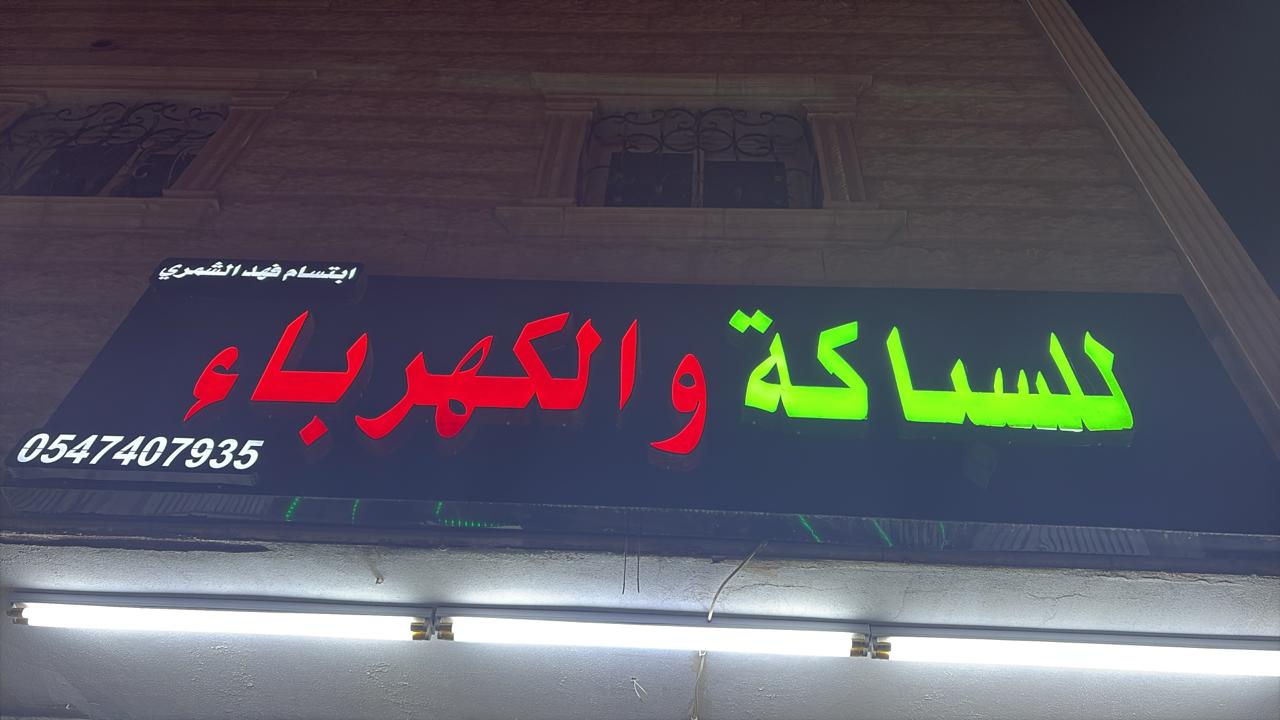 ابتسام فهد الشمري
للسباكة والكهرباء
0547407935